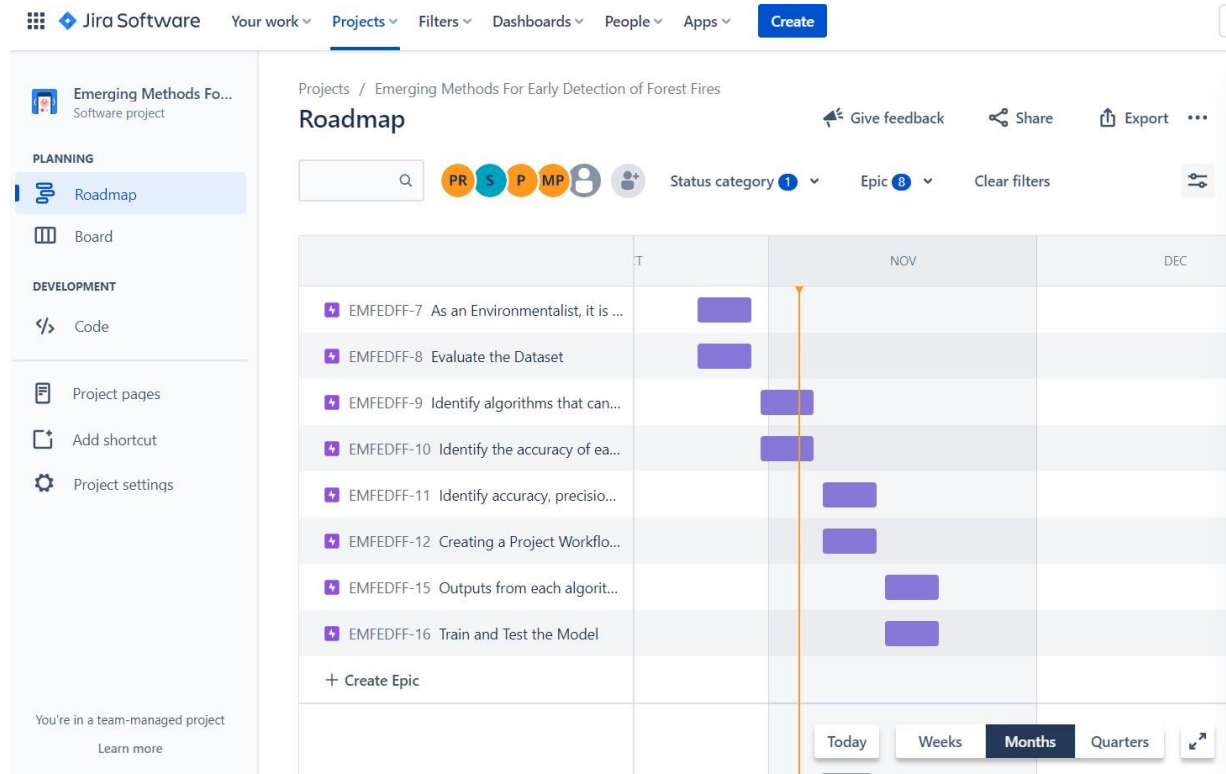 Jira Software Your work Projects Filters Dashboards People Apps Create
Emerging Methods Fo...
Software project
PLANNING
Roadmap
Board
DEVELOPMENT
Code
Project pages
Add shortcut
Project settings
You're in a team-managed project
Learn more
Projects / Emerging Methods For Early Detection of Forest Fires
Roadmap
Give feedback Share Export
PR S P MP Status category 1 Epic 8 Clear filters
CT NOV DEC
EMFEDFF-7 As an Environmentalist, it is ...
EMFEDFF-8 Evaluate the Dataset
EMFEDFF-9 Identify algorithms that can...
EMFEDFF-10 Identify the accuracy of ea...
EMFEDFF-11 Identify accuracy, precisio...
EMFEDFF-12 Creating a Project Workflo...
EMFEDFF-15 Outputs from each algorit...
EMFEDFF-16 Train and Test the Model
+ Create Epic
Today Weeks Months Quarters